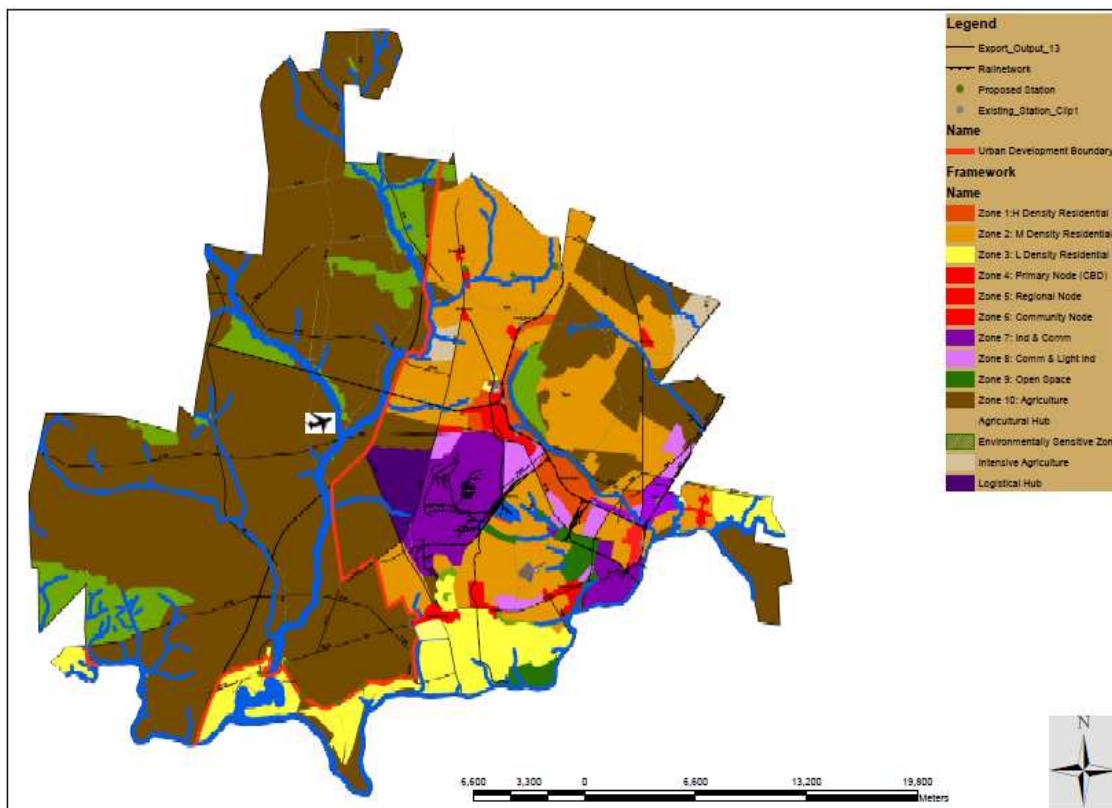 Legend
Export_Output_13
Railnetwork
Proposed Station
Existing_Station_Clip1
Name
Urban Development Boundary
Framework
Name
Zone 1:H Density Residential
Zone 2: M Density Residential
Zone 3: L Density Residential
Zone 4: Primary Node (CBD)
Zone 5: Regional Node
Zone 6: Community Node
Zone 7: Ind & Comm
Zone 8: Comm & Light Ind
Zone 9: Open Space
Zone 10: Agriculture
Agricultural Hub
Environmentally Sensitive Zon
Intensive Agriculture
Logistical Hub
N
6,600 3,300 0 6,600 13,200 19,800
Meters